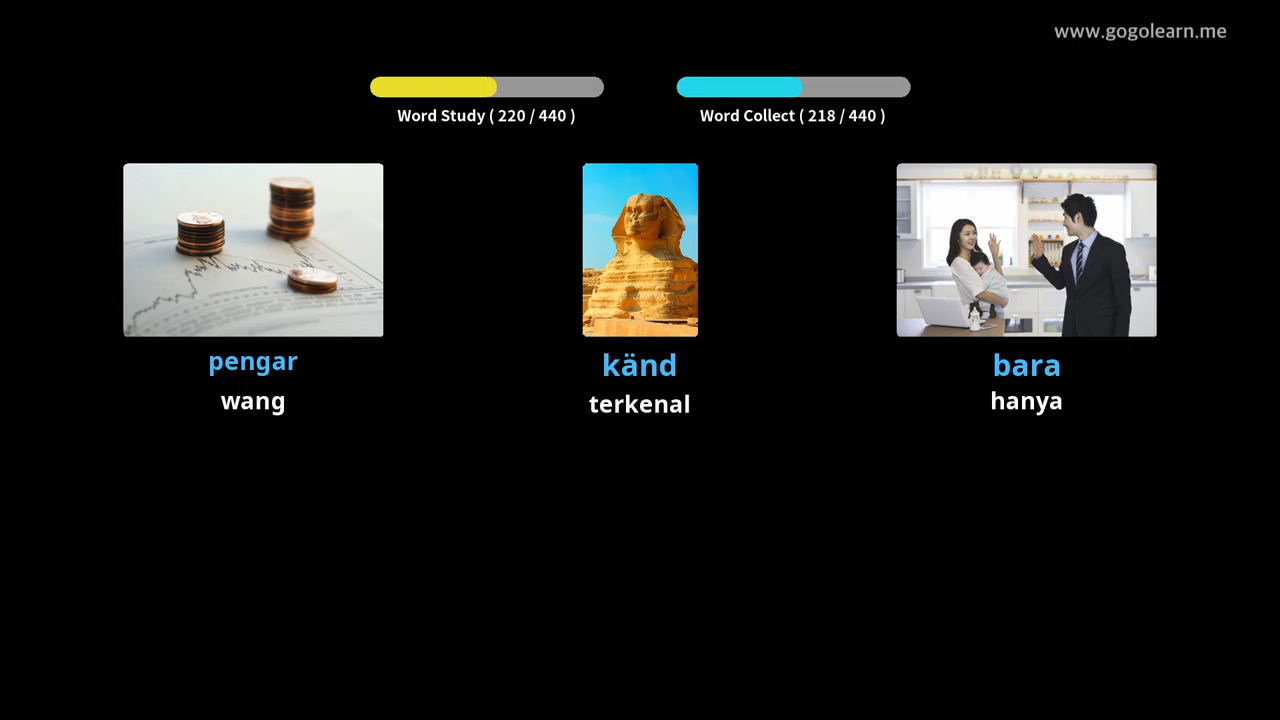 www.gogolearn.me
Word Study ( 220 / 440 )
Word Collect ( 218 / 440 )
pengar
wang
känd
terkenal
bara
hanya